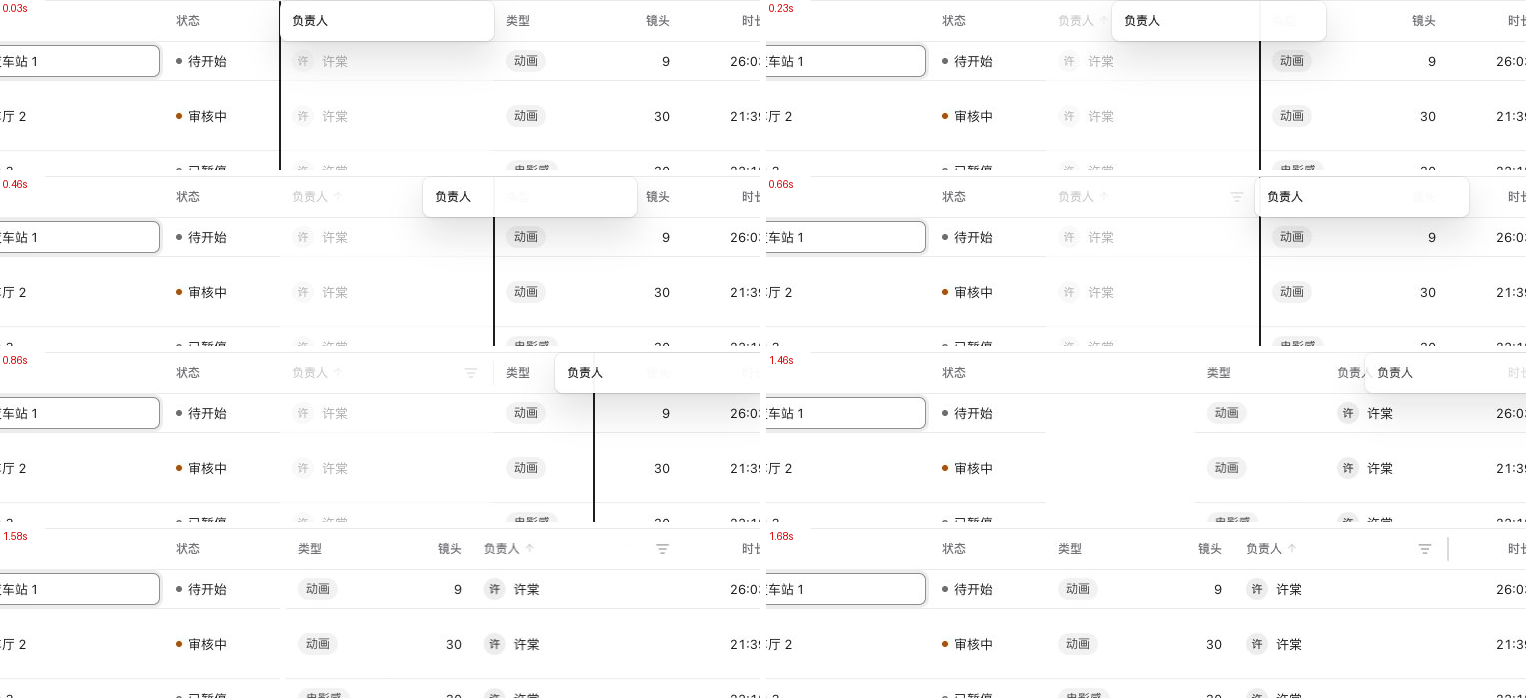 0.03s 状态 负责人 类型 镜头
车站 1 待开始 许 许棠 动画 9 26:0
厅 2 审核中 许 许棠 动画 30 21:3
0.23s 状态 负责人 ↑ 负责人 镜头
车站 1 待开始 许 许棠 动画 9 26:0
厅 2 审核中 许 许棠 动画 30 21:3
0.46s 状态 负责人 ↑ 负责人 镜头
车站 1 待开始 许 许棠 动画 9 26:0
厅 2 审核中 许 许棠 动画 30 21:3
0.66s 状态 负责人 ↑ 负责人
车站 1 待开始 许 许棠 动画 9 26:0
厅 2 审核中 许 许棠 动画 30 21:3
0.86s 状态 负责人 ↑ 类型 负责人
车站 1 待开始 许 许棠 动画 9 26:0
厅 2 审核中 许 许棠 动画 30 21:3
1.46s 状态 类型 负责 负责人
车站 1 待开始 动画 许 许棠 26:0
厅 2 审核中 动画 许 许棠 21:3
1.58s 状态 类型 镜头 负责人 ↑
车站 1 待开始 动画 9 许 许棠 26:0
厅 2 审核中 动画 30 许 许棠 21:3
1.68s 状态 类型 镜头 负责人 ↑
车站 1 待开始 动画 9 许 许棠 26:0
厅 2 审核中 动画 30 许 许棠 21:3